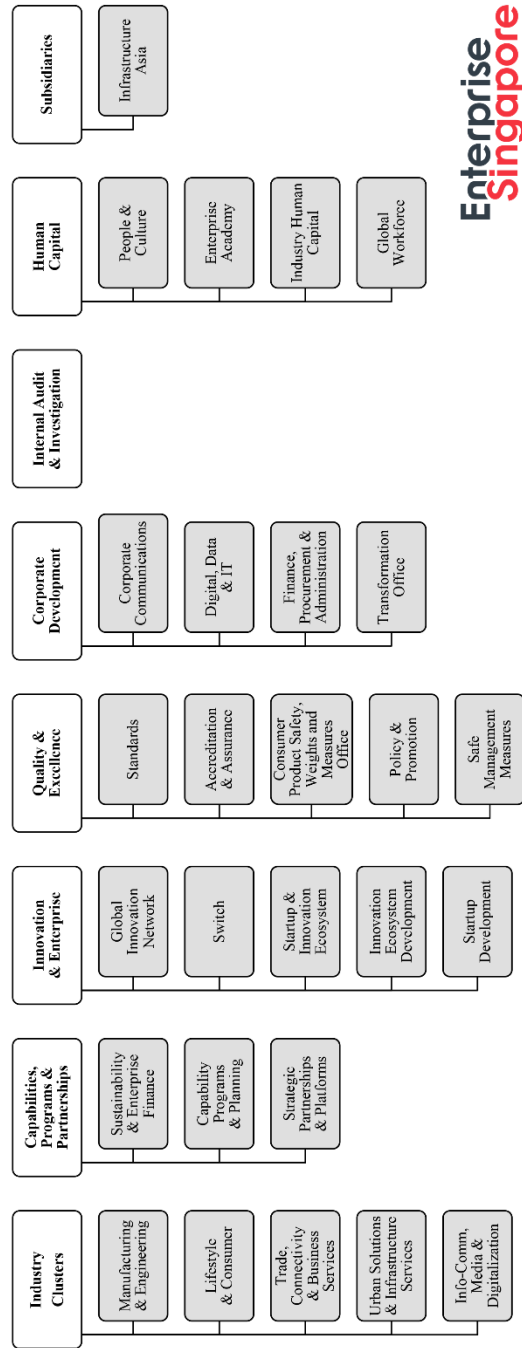 Industry
Clusters
Manufacturing
& Engineering
Lifestyle
& Consumer
Trade,
Connectivity
& Business
Services
Urban Solutions
& Infrastructure
Services
Info-Comm,
Media &
Digitalization
Capabilities,
Programs &
Partnerships
Sustainability
& Enterprise
Finance
Capability
Programs
& Planning
Strategic
Partnerships
& Platforms
Innovation
& Enterprise
Global
Innovation
Network
Switch
Startup &
Innovation
Ecosystem
Innovation
Ecosystem
Development
Startup
Development
Quality &
Excellence
Standards
Accreditation
& Assurance
Consumer
Product Safety,
Weights and
Measures
Office
Policy &
Promotion
Safe
Management
Measures
Corporate
Development
Corporate
Communications
Digital, Data
& IT
Finance,
Procurement &
Administration
Transformation
Office
Internal Audit
& Investigation
Human
Capital
People &
Culture
Enterprise
Academy
Industry Human
Capital
Global
Workforce
Subsidiaries
Infrastructure
Asia
Enterprise
Singapore